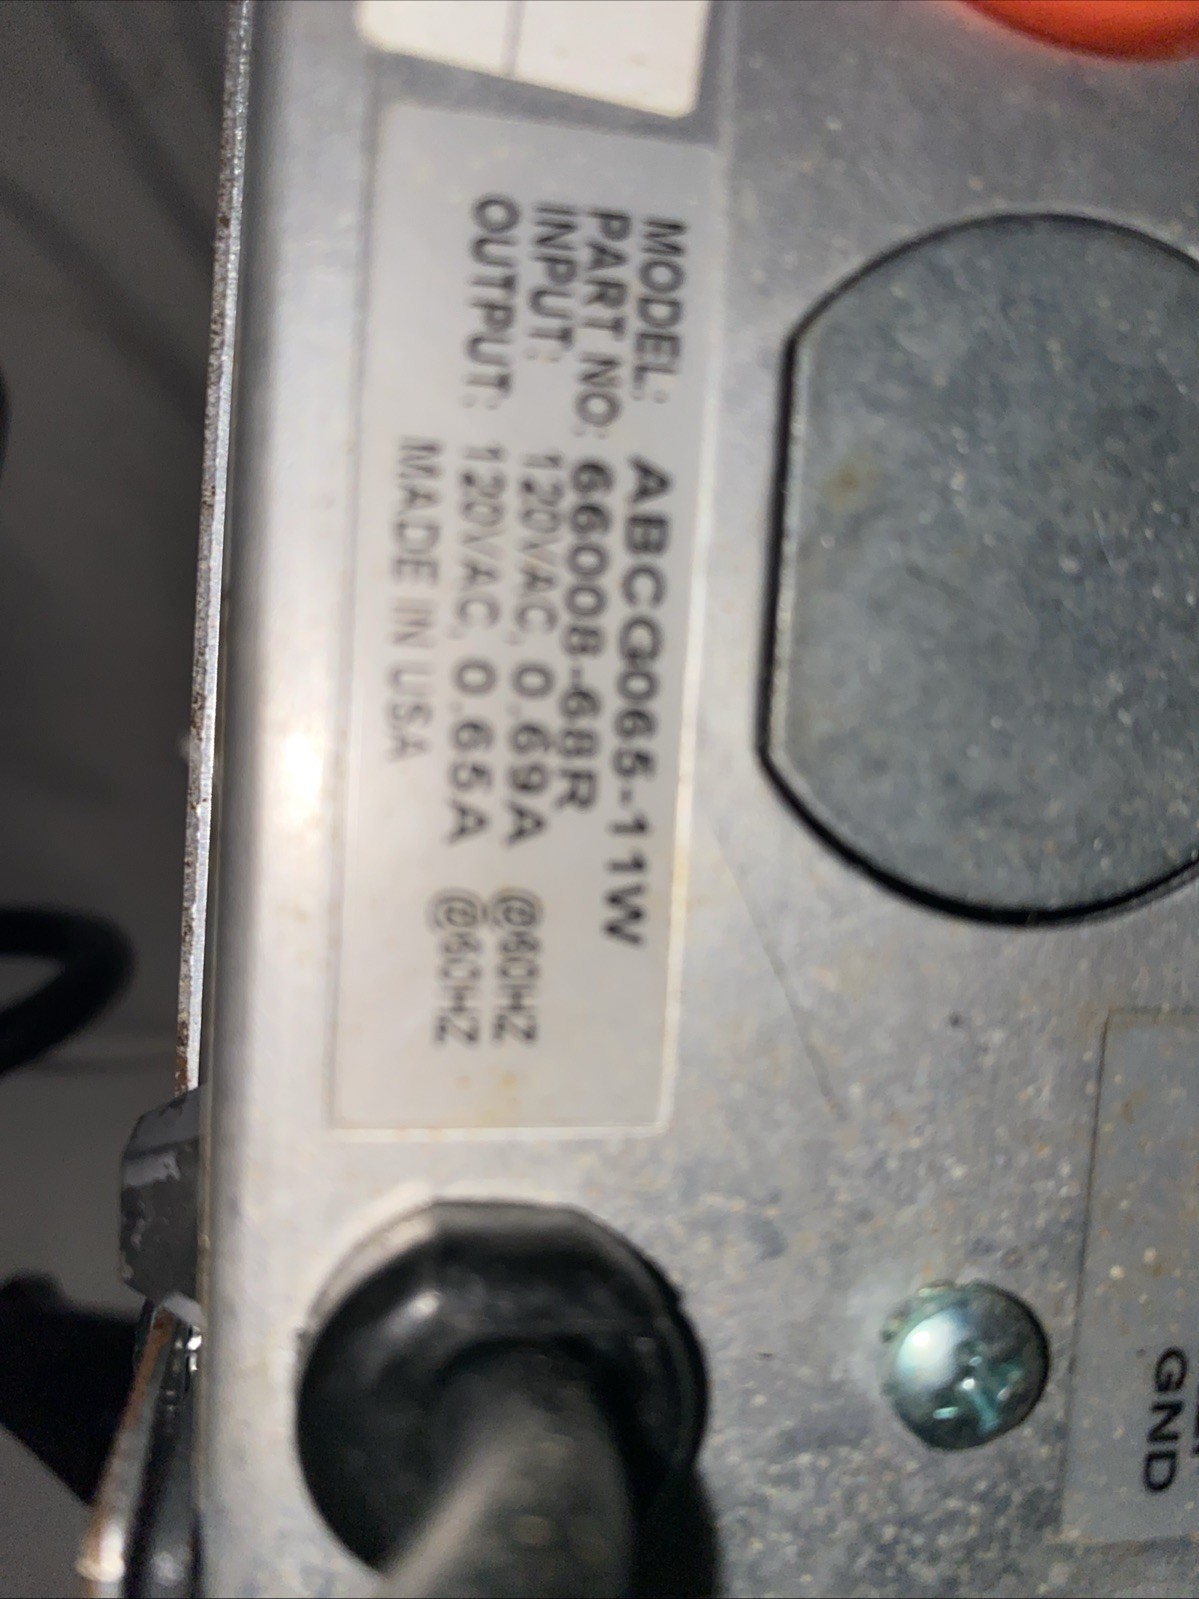 MODEL: ABCG065-11W
PART NO: 66008-68R
INPUT: 120VAC, 0.69A @60HZ
OUTPUT: 120VAC, 0.65A @60HZ
MADE IN USA
GND